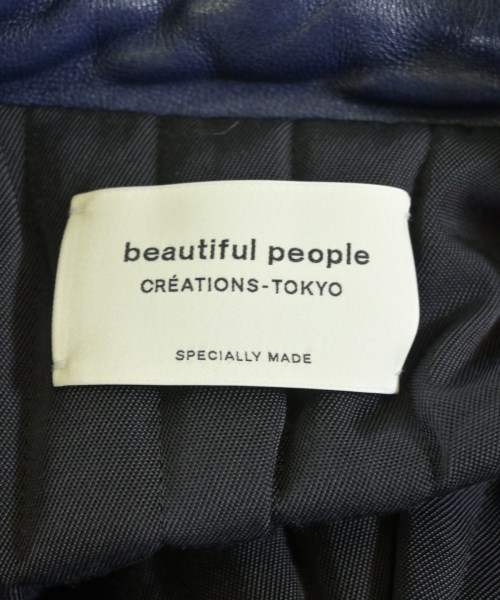 beautiful people
CRÉATIONS-TOKYO
SPECIALLY MADE